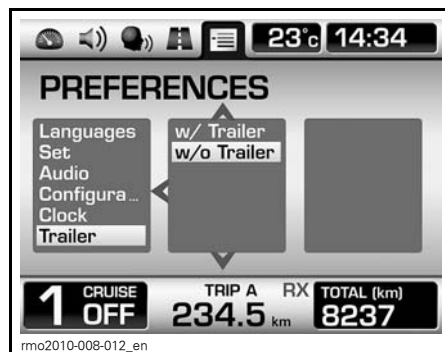 23°c 14:34
PREFERENCES
Languages
Set
Audio
Configura ...
Clock
Trailer
w/ Trailer
w/o Trailer
1 CRUISE OFF
TRIP A
234.5 km
RX
TOTAL (km)
8237
rmo2010-008-012_en